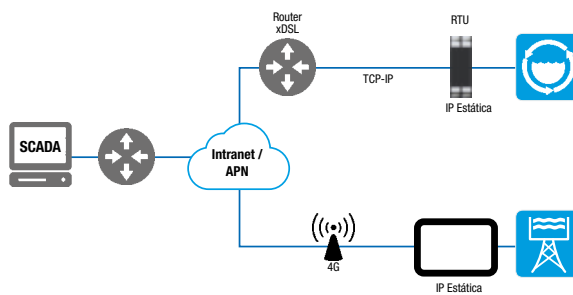 Router
xDSL
RTU
TCP-IP
IP Estática
SCADA
Intranet /
APN
4G
IP Estática